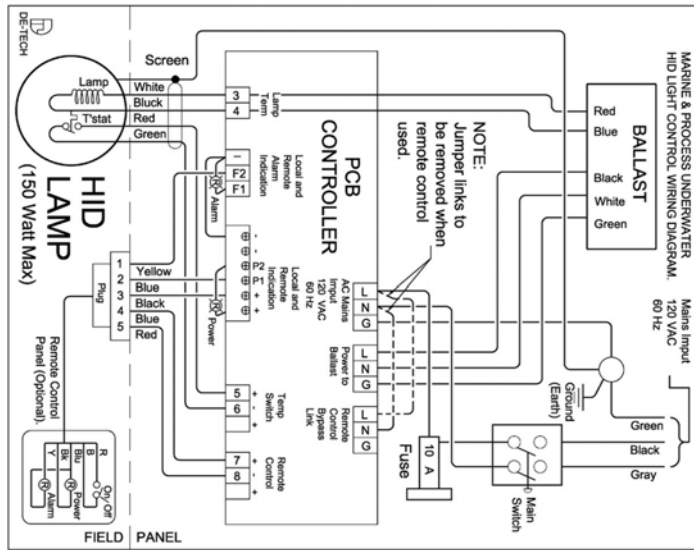 DE-TECH
MARINE & PROCESS UNDERWATER
HID LIGHT CONTROL WIRING DIAGRAM.
Mains Imput
120 VAC
60 Hz
HID
LAMP
(150 Watt Max)
Lamp
T'stat
Screen
White
Bluck
Red
Green
3
4
Lamp
Term
PCB
CONTROLLER
–
F2
F1
Local and
Remote
Alarm
Indication
R
Alarm
-
-
P2
P1
+
+
Local and
Remote
Indication
R
Power
5
6
+
-
+
Temp
Switch
7
8
+
-
+
Remote
Control
Plug
1
2
3
4
5
Yellow
Blue
Black
Blue
Red
Remote Control
Panel (Optional).
R
B
Blu
Bk
Y
On/Off
R
Power
R
Alarm
FIELD
PANEL
L
N
G
AC Mains
Imput
120 VAC
60 Hz
L
N
G
Power to
Ballast
L
N
G
Remote
Control
Bypass
Link
NOTE:
Jumper links to
be removed when
remote control
used.
BALLAST
Red
Blue
Black
White
Green
10 A
Fuse
Main
Switch
Ground
(Earth)
Green
Black
Gray